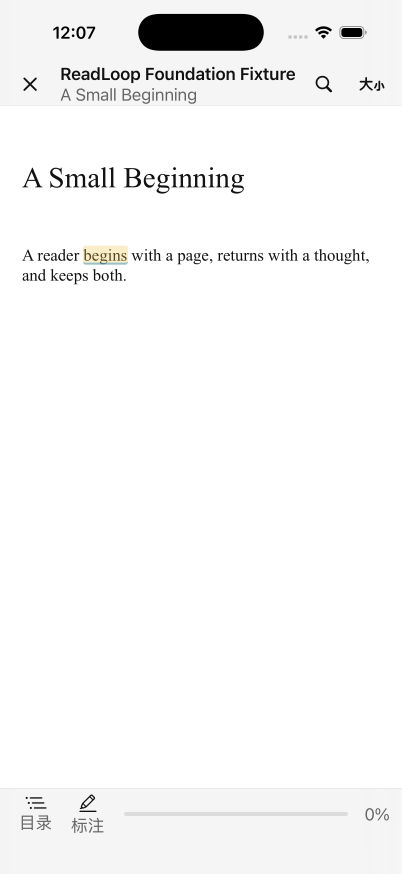 12:07
ReadLoop Foundation Fixture
A Small Beginning
大小
A Small Beginning
A reader begins with a page, returns with a thought,
and keeps both.
目录
标注
0%